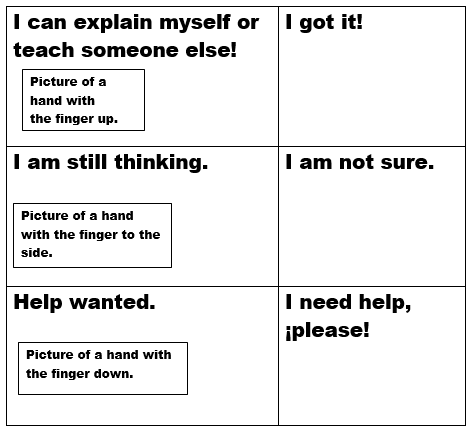 I can explain myself or
teach someone else!
Picture of a
hand with
the finger up.
I got it!
I am still thinking.
Picture of a hand
with the finger to the
side.
I am not sure.
Help wanted.
Picture of a hand with
the finger down.
I need help,
¡please!